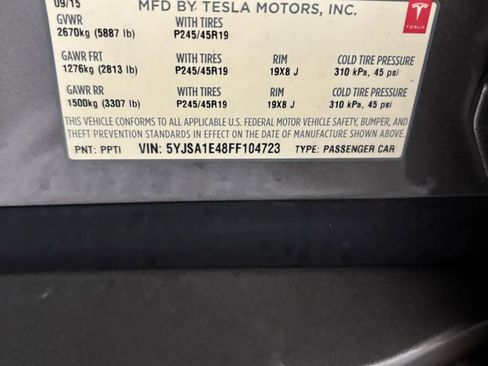 09/15 MFD BY TESLA MOTORS, INC.
GVWR WITH TIRES
2670kg (5887 lb) P245/45R19
GAWR FRT WITH TIRES RIM COLD TIRE PRESSURE
1276kg (2813 lb) P245/45R19 19X8 J 310 kPa, 45 psi
GAWR RR WITH TIRES RIM COLD TIRE PRESSURE
1500kg (3307 lb) P245/45R19 19X8 J 310 kPa, 45 psi
THIS VEHICLE CONFORMS TO ALL APPLICABLE U.S. FEDERAL MOTOR VEHICLE SAFETY, BUMPER, AND
THEFT PREVENTION STANDARDS IN EFFECT ON THE DATE OF MANUFACTURE SHOWN ABOVE.
PNT: PPTI VIN: 5YJSA1E48FF104723 TYPE: PASSENGER CAR
TESLA